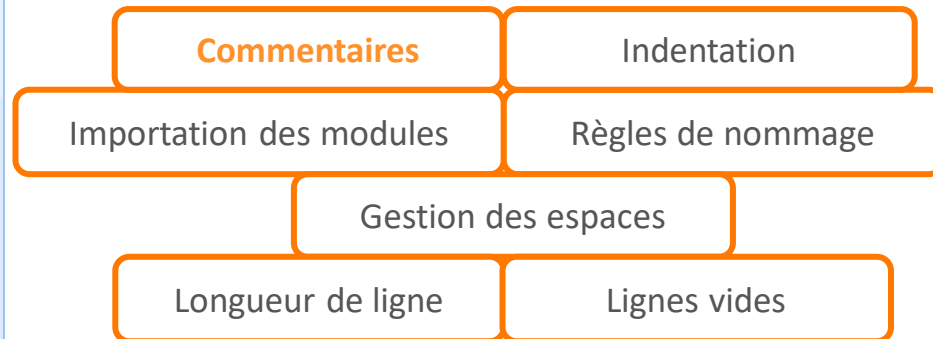 Commentaires
Indentation
Importation des modules
Règles de nommage
Gestion des espaces
Longueur de ligne
Lignes vides